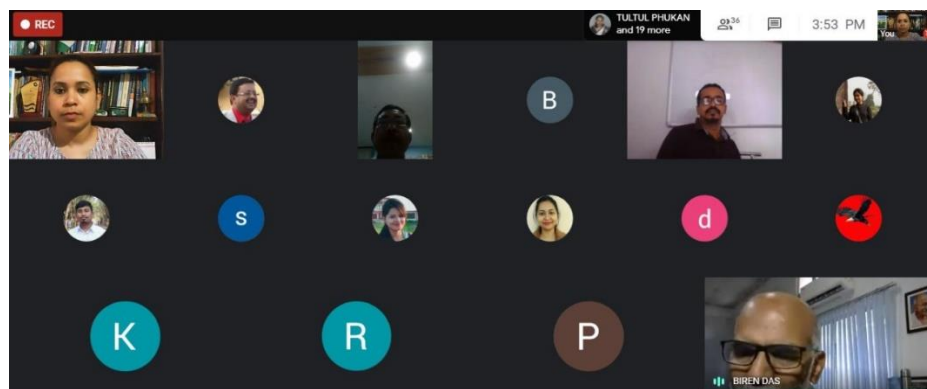 REC
TULTUL PHUKAN
and 19 more
36
3:53 PM
You
B
s
d
K
R
P
BIREN DAS